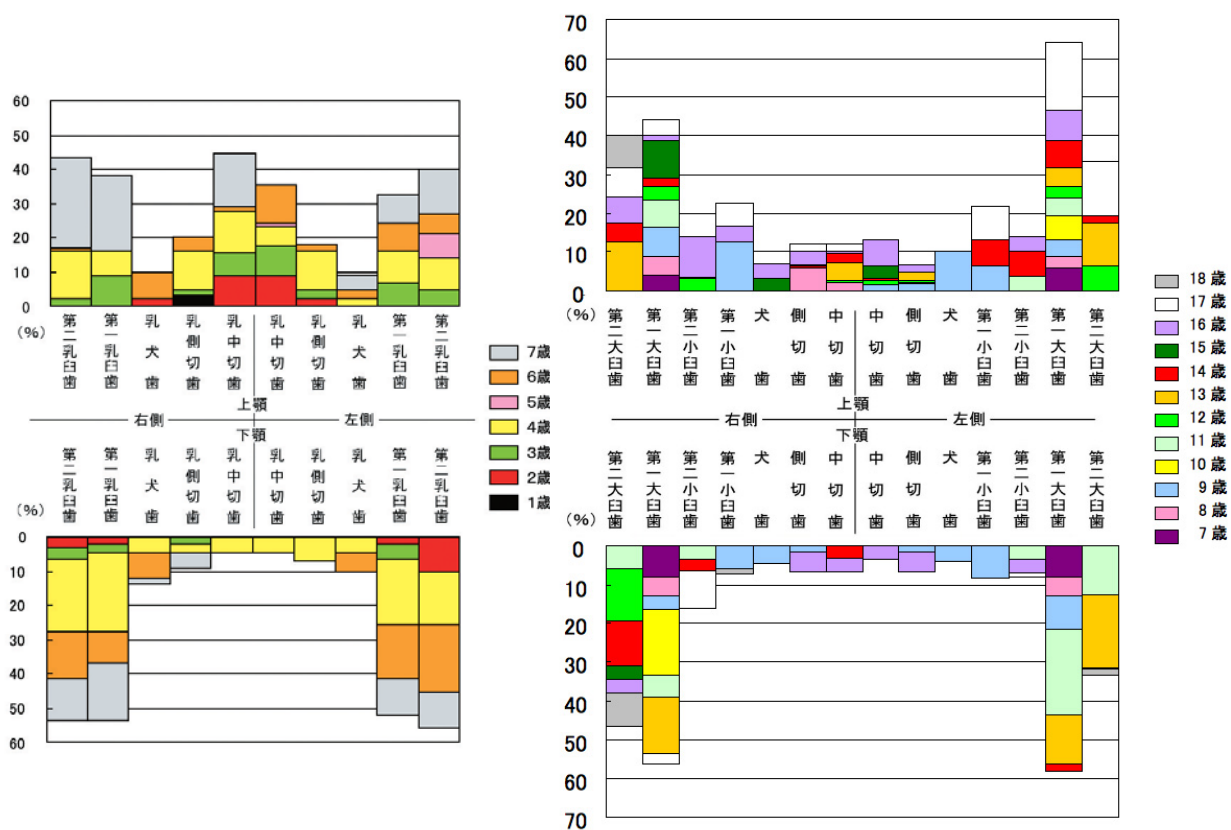 60
50
40
30
20
10
0
(%)
第二乳臼歯
第一乳臼歯
乳犬歯
乳側切歯
乳中切歯
乳中切歯
乳側切歯
乳犬歯
第一乳臼歯
第二乳臼歯
上顎
右側
左側
下顎
第二乳臼歯
第一乳臼歯
乳犬歯
乳側切歯
乳中切歯
乳中切歯
乳側切歯
乳犬歯
第一乳臼歯
第二乳臼歯
(%)
0
10
20
30
40
50
60
7歳
6歳
5歳
4歳
3歳
2歳
1歳
70
60
50
40
30
20
10
0
(%)
第二大臼歯
第一大臼歯
第二小臼歯
第一小臼歯
犬歯
側切歯
中切歯
中切歯
側切歯
犬歯
第一小臼歯
第二小臼歯
第一大臼歯
第二大臼歯
上顎
右側
左側
下顎
第二大臼歯
第一大臼歯
第二小臼歯
第一小臼歯
犬歯
側切歯
中切歯
中切歯
側切歯
犬歯
第一小臼歯
第二小臼歯
第一大臼歯
第二大臼歯
(%)
0
10
20
30
40
50
60
70
18歳
17歳
16歳
15歳
14歳
13歳
12歳
11歳
10歳
9歳
8歳
7歳